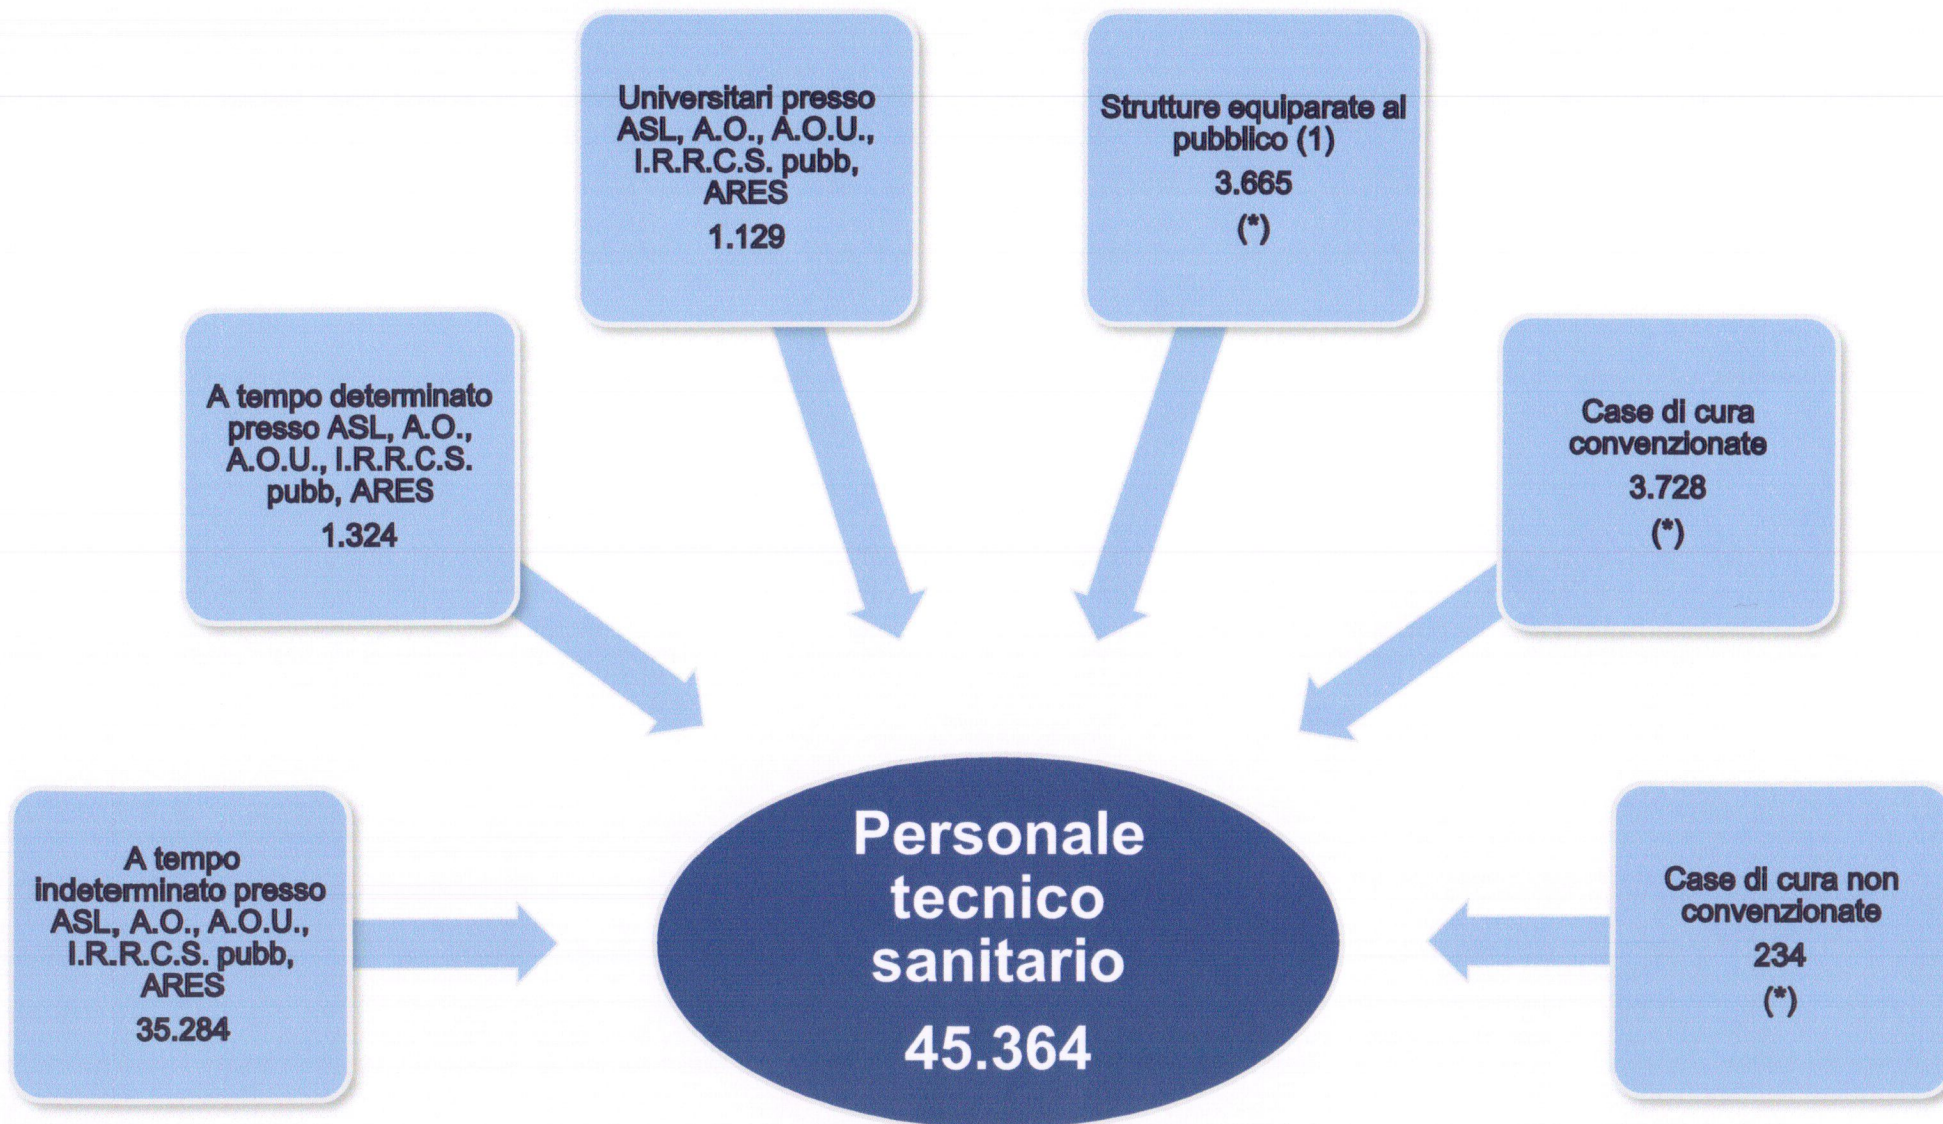 Universitari presso
ASL, A.O., A.O.U.,
I.R.R.C.S. pubb,
ARES
1.129
Strutture equiparate al
pubblico (1)
3.665
(*)
A tempo determinato
presso ASL, A.O.,
A.O.U., I.R.R.C.S.
pubb, ARES
1.324
Case di cura
convenzionate
3.728
(*)
A tempo
indeterminato presso
ASL, A.O., A.O.U.,
I.R.R.C.S. pubb,
ARES
35.284
Personale
tecnico
sanitario
45.364
Case di cura non
convenzionate
234
(*)